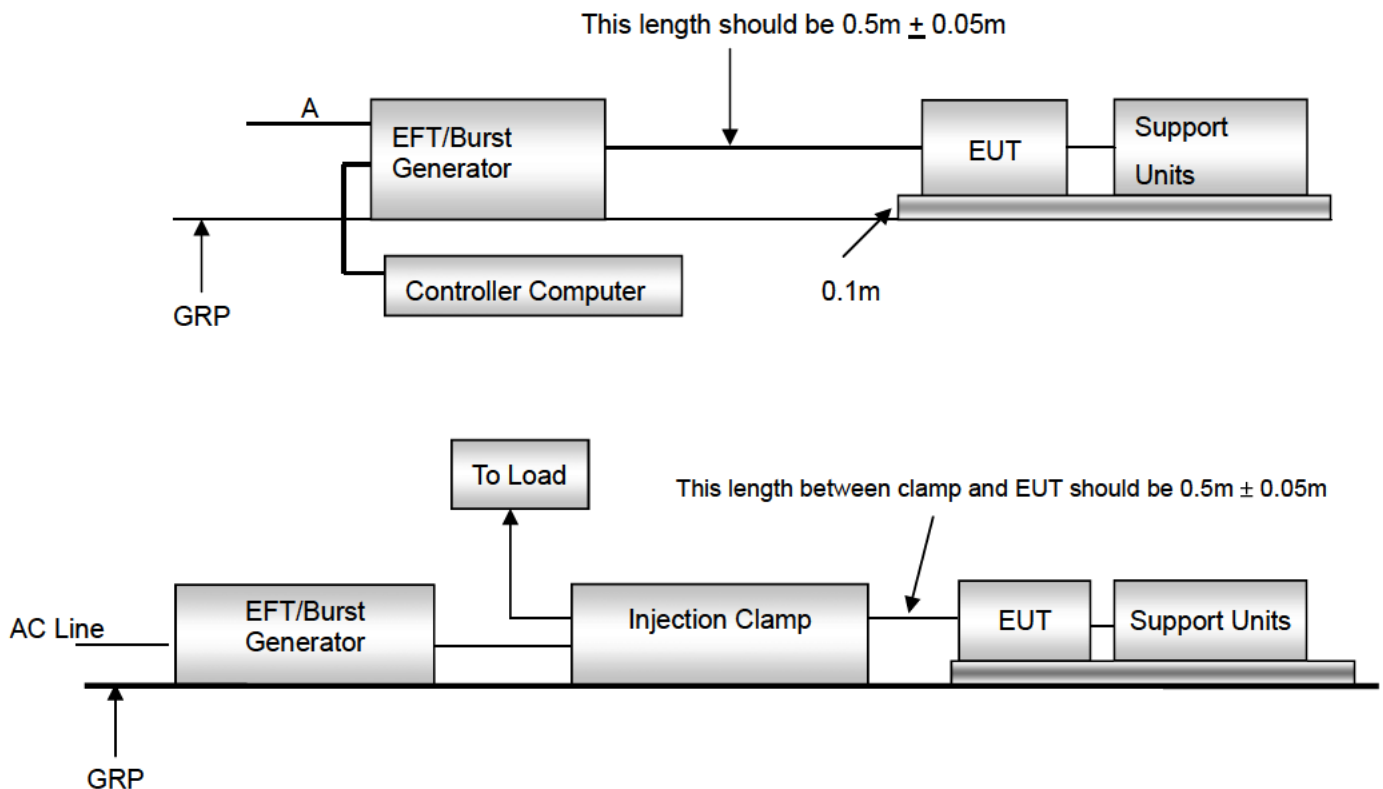 This length should be 0.5m ± 0.05m
A
EFT/Burst
Generator
EUT
Support
Units
Controller Computer
0.1m
GRP
To Load
This length between clamp and EUT should be 0.5m ± 0.05m
AC Line
EFT/Burst
Generator
Injection Clamp
EUT
Support Units
GRP